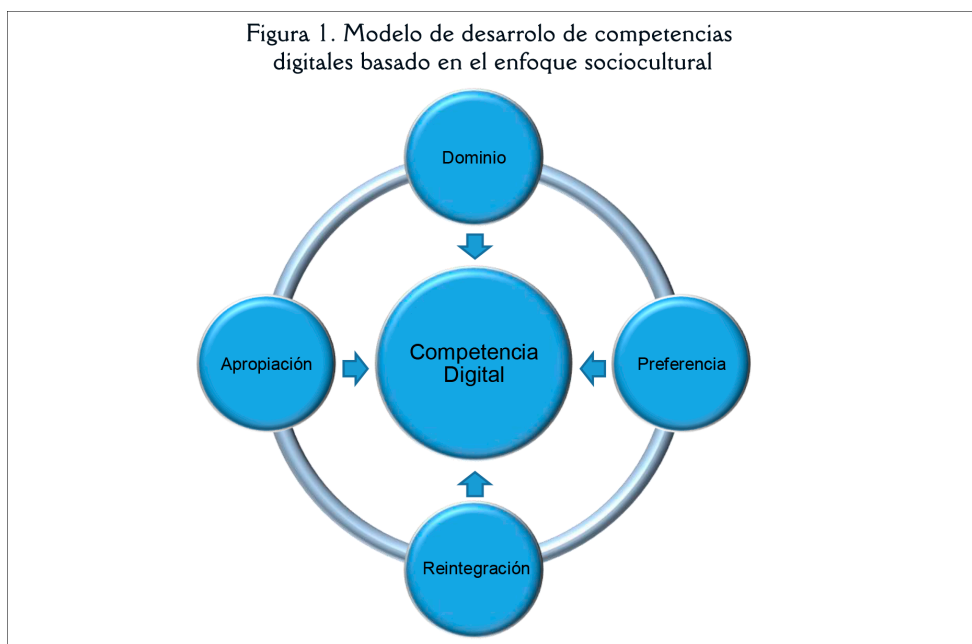 Figura 1. Modelo de desarrolo de competencias
digitales basado en el enfoque sociocultural
Dominio
Apropiación
Competencia
Digital
Preferencia
Reintegración